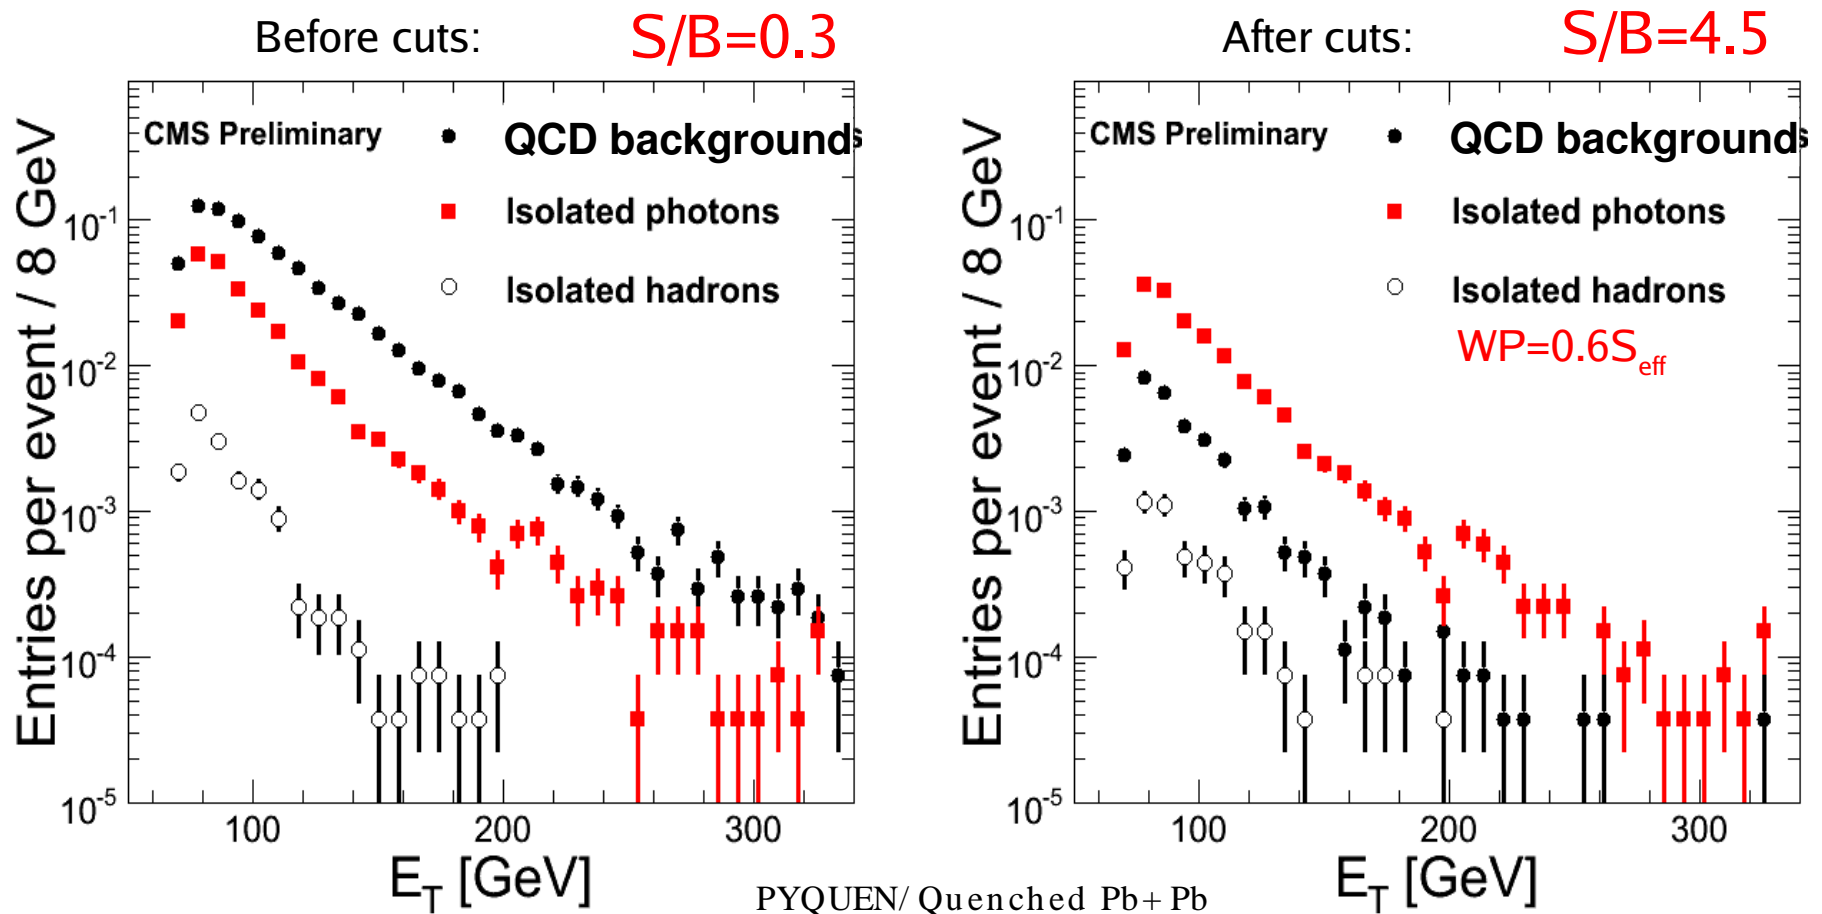 Before cuts: S/B=0.3
CMS Preliminary
QCD backgrounds
Isolated photons
Isolated hadrons
Entries per event / 8 GeV
10-1
10-2
10-3
10-4
10-5
100 200 300
ET [GeV]
After cuts: S/B=4.5
CMS Preliminary
QCD backgrounds
Isolated photons
Isolated hadrons
WP=0.6Seff
Entries per event / 8 GeV
10-1
10-2
10-3
10-4
10-5
100 200 300
ET [GeV]
PYQUEN/ Quenched Pb+Pb